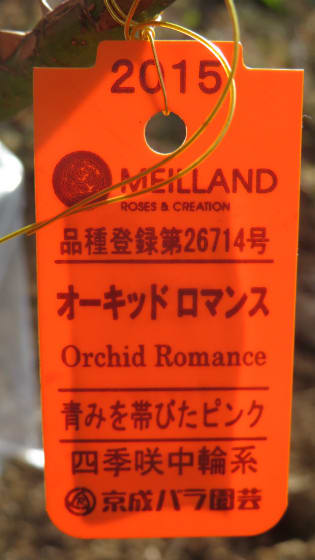 2015
MEILLAND
ROSES & CREATION
品種登録第26714号
オーキッド ロマンス
Orchid Romance
青みを帯びたピンク
四季咲中輪系
京成バラ園芸